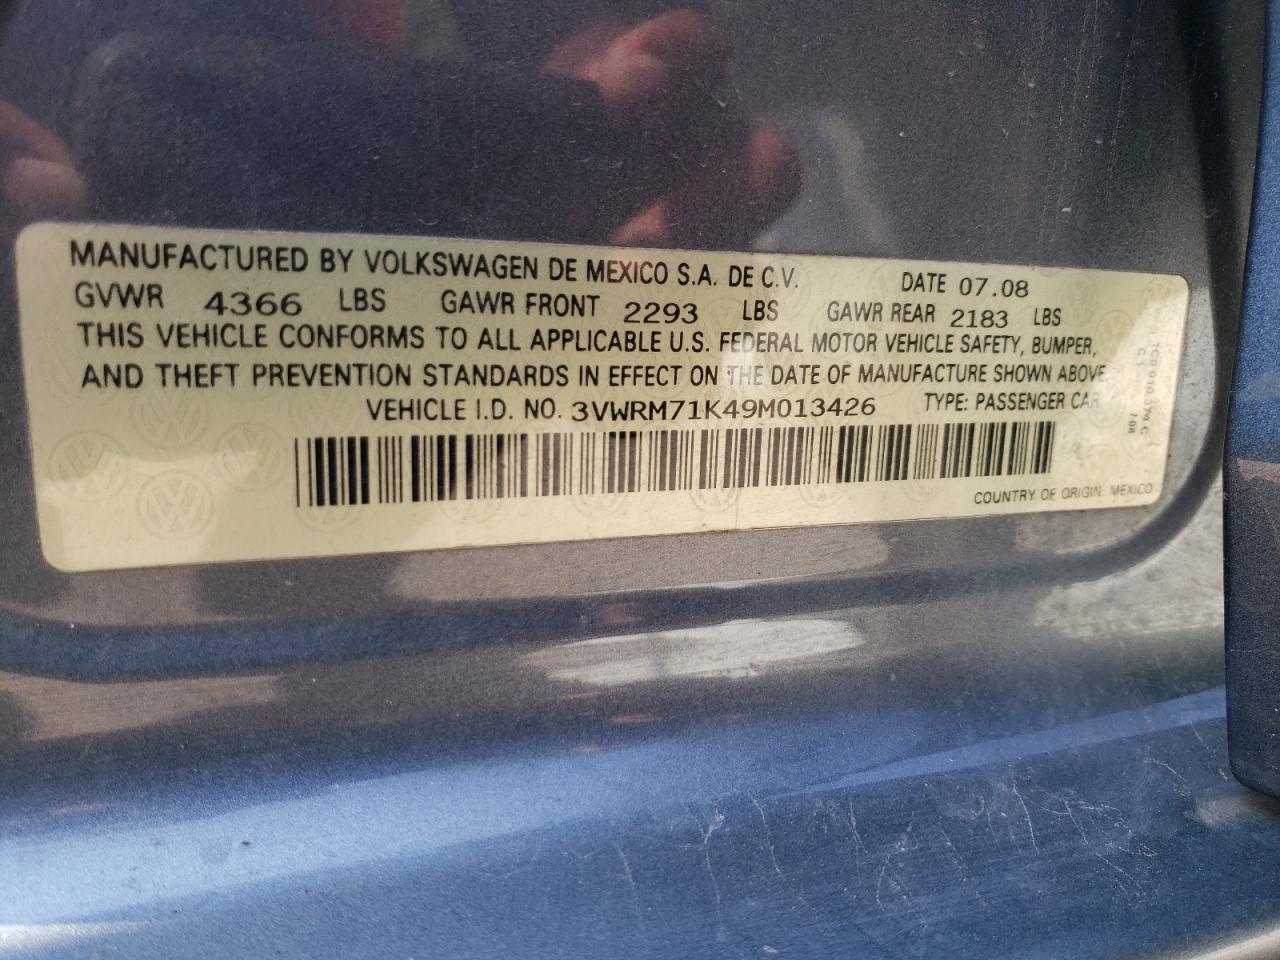 MANUFACTURED BY VOLKSWAGEN DE MEXICO S.A. DE C.V. DATE 07.08
GVWR 4366 LBS GAWR FRONT 2293 LBS GAWR REAR 2183 LBS
THIS VEHICLE CONFORMS TO ALL APPLICABLE U.S. FEDERAL MOTOR VEHICLE SAFETY, BUMPER,
AND THEFT PREVENTION STANDARDS IN EFFECT ON THE DATE OF MANUFACTURE SHOWN ABOVE
VEHICLE I.D. NO. 3VWRM71K49M013426 TYPE: PASSENGER CAR
COUNTRY OF ORIGIN: MEXICO